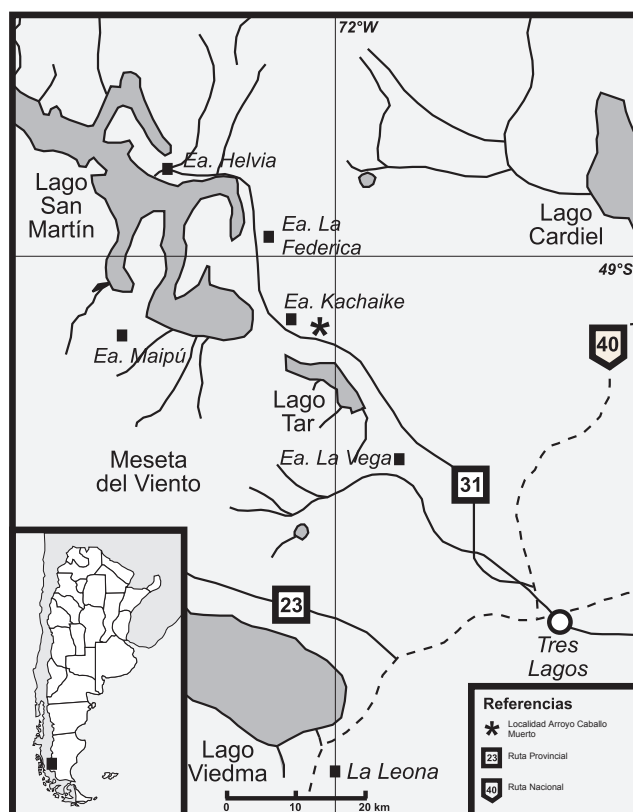 72°W
Ea. Helvia
Lago
San
Martín
Ea. La
Federica
Lago
Cardiel
49°S
Ea. Kachaike
*
40
Ea. Maipú
Lago
Tar
Meseta
del Viento
Ea. La Vega
31
23
Tres
Lagos
Lago
Viedma
La Leona
0 10 20 km
Referencias
* Localidad Arroyo Caballo
Muerto
23 Ruta Provincial
40 Ruta Nacional